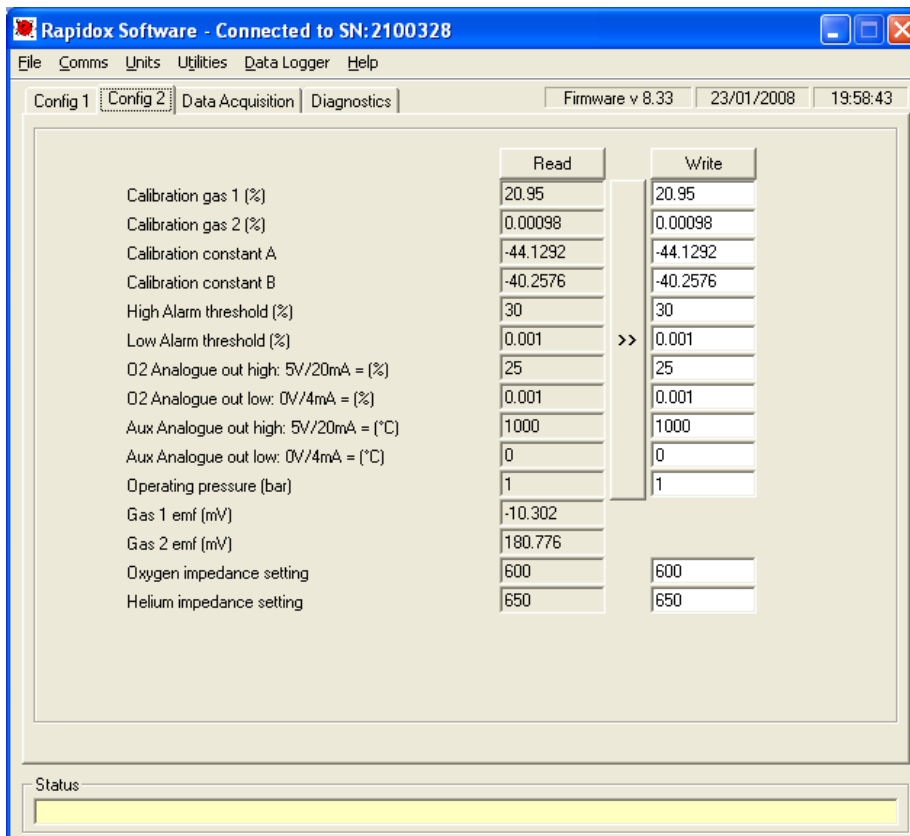 Rapidox Software - Connected to SN:2100328
File Comms Units Utilities Data Logger Help
Config 1 Config 2 Data Acquisition Diagnostics Firmware v 8.33 23/01/2008 19:58:43
Read Write
Calibration gas 1 (%) 20.95 20.95
Calibration gas 2 (%) 0.00098 0.00098
Calibration constant A -44.1292 -44.1292
Calibration constant B -40.2576 -40.2576
High Alarm threshold (%) 30 30
Low Alarm threshold (%) 0.001 >> 0.001
O2 Analogue out high: 5V/20mA = (%) 25 25
O2 Analogue out low: 0V/4mA = (%) 0.001 0.001
Aux Analogue out high: 5V/20mA = (°C) 1000 1000
Aux Analogue out low: 0V/4mA = (°C) 0 0
Operating pressure (bar) 1 1
Gas 1 emf (mV) -10.302
Gas 2 emf (mV) 180.776
Oxygen impedance setting 600 600
Helium impedance setting 650 650
Status